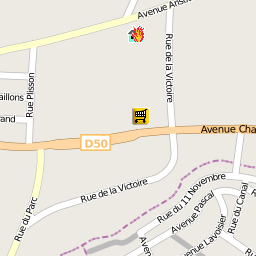 Avenue Aristi
Rue de la Victoire
Rue Plisson
aillons
rand
Avenue Cha
D50
Rue de la Victoire
Rue du 11 Novembre
Avenue Pascal
Rue du Canal
Rue du Parc
Avenue Lavoisier